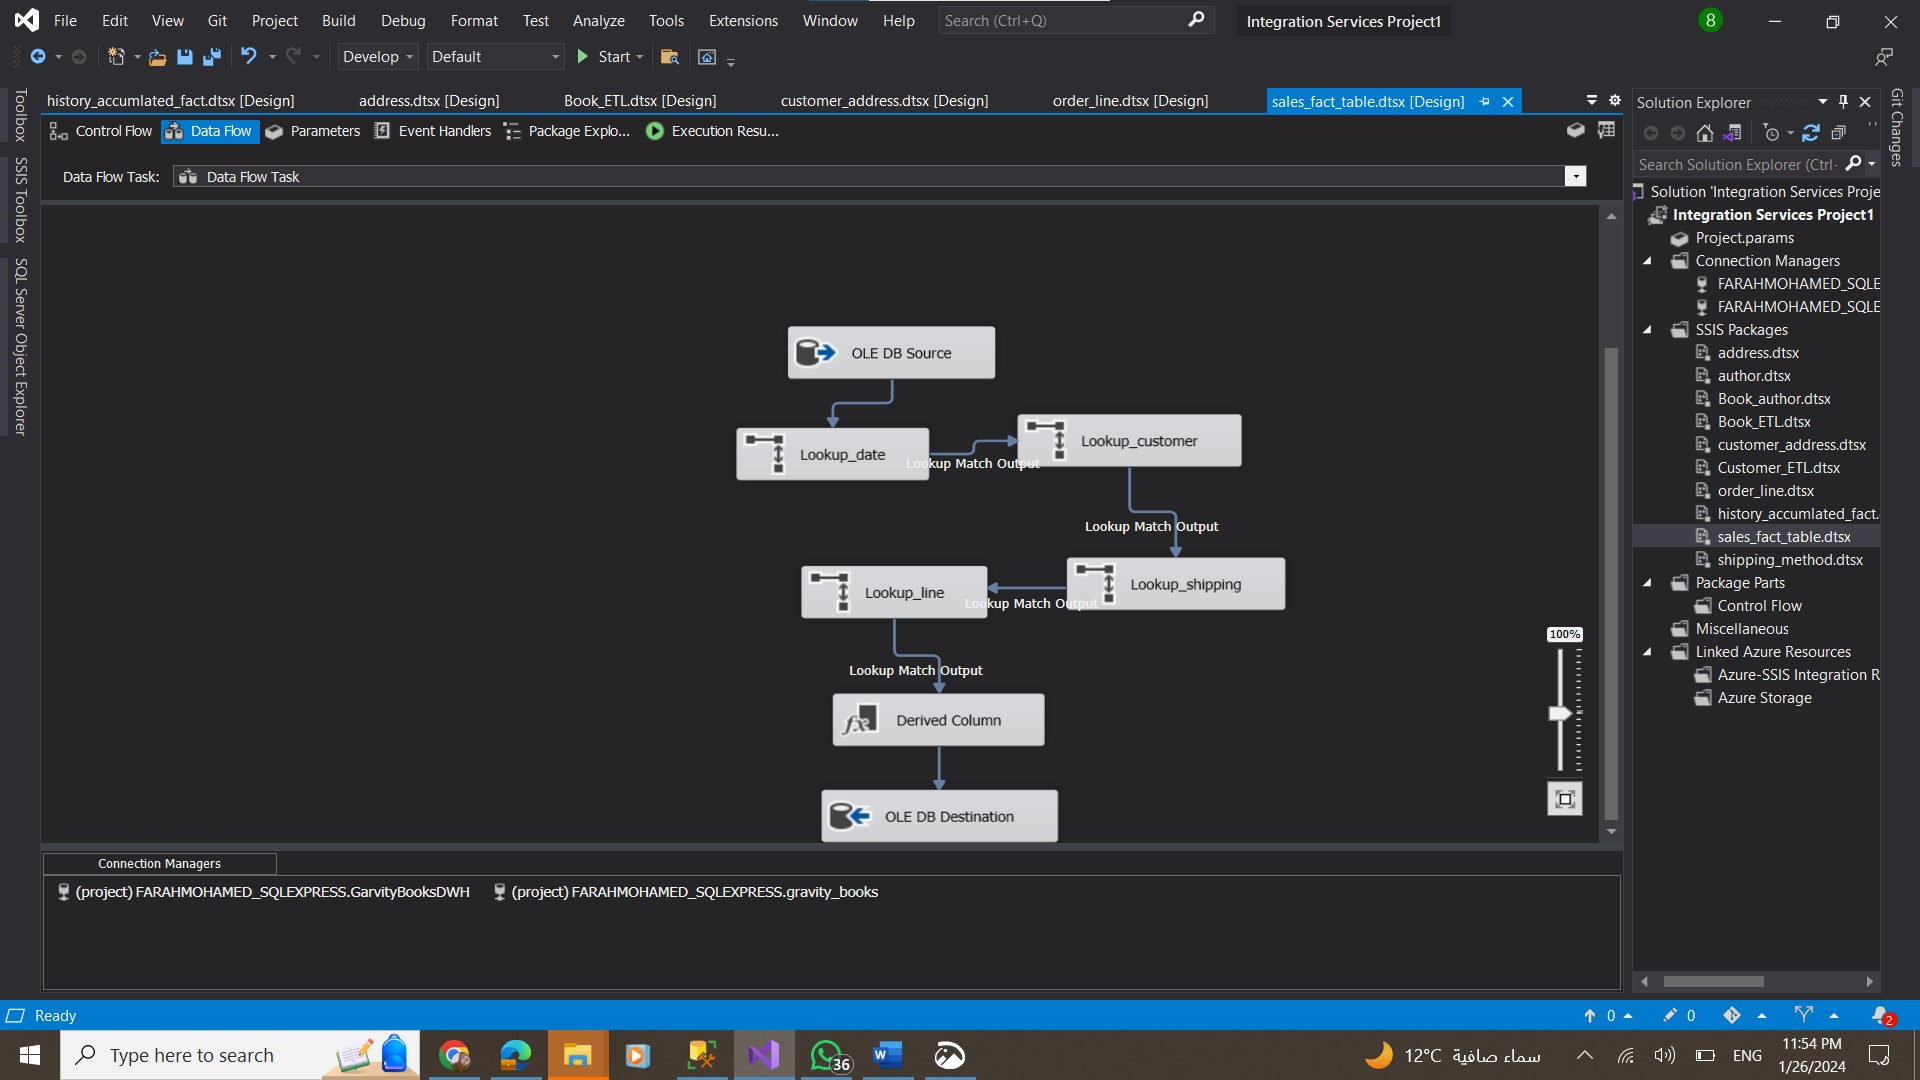 File Edit View Git Project Build Debug Format Test Analyze Tools Extensions Window Help Search (Ctrl+Q) Integration Services Project1 8
Develop Default Start
history_accumlated_fact.dtsx [Design] address.dtsx [Design] Book_ETL.dtsx [Design] customer_address.dtsx [Design] order_line.dtsx [Design] sales_fact_table.dtsx [Design]
Control Flow Data Flow Parameters Event Handlers Package Explo... Execution Resu...
Data Flow Task: Data Flow Task
Toolbox
SSIS Toolbox
SQL Server Object Explorer
OLE DB Source
Lookup_date
Lookup Match Output
Lookup_customer
Lookup Match Output
Lookup_shipping
Lookup Match Output
Lookup_line
Lookup Match Output
Derived Column
OLE DB Destination
100%
Connection Managers
(project) FARAHMOHAMED_SQLEXPRESS.GarvityBooksDWH (project) FARAHMOHAMED_SQLEXPRESS.gravity_books
Solution Explorer
Search Solution Explorer (Ctrl-
Solution 'Integration Services Proje
Integration Services Project1
Project.params
Connection Managers
FARAHMOHAMED_SQLE
FARAHMOHAMED_SQLE
SSIS Packages
address.dtsx
author.dtsx
Book_author.dtsx
Book_ETL.dtsx
customer_address.dtsx
Customer_ETL.dtsx
order_line.dtsx
history_accumlated_fact.
sales_fact_table.dtsx
shipping_method.dtsx
Package Parts
Control Flow
Miscellaneous
Linked Azure Resources
Azure-SSIS Integration R
Azure Storage
Git Changes
Ready 0 0 2
Type here to search 36 12°C سماء صافية ENG 11:54 PM
1/26/2024